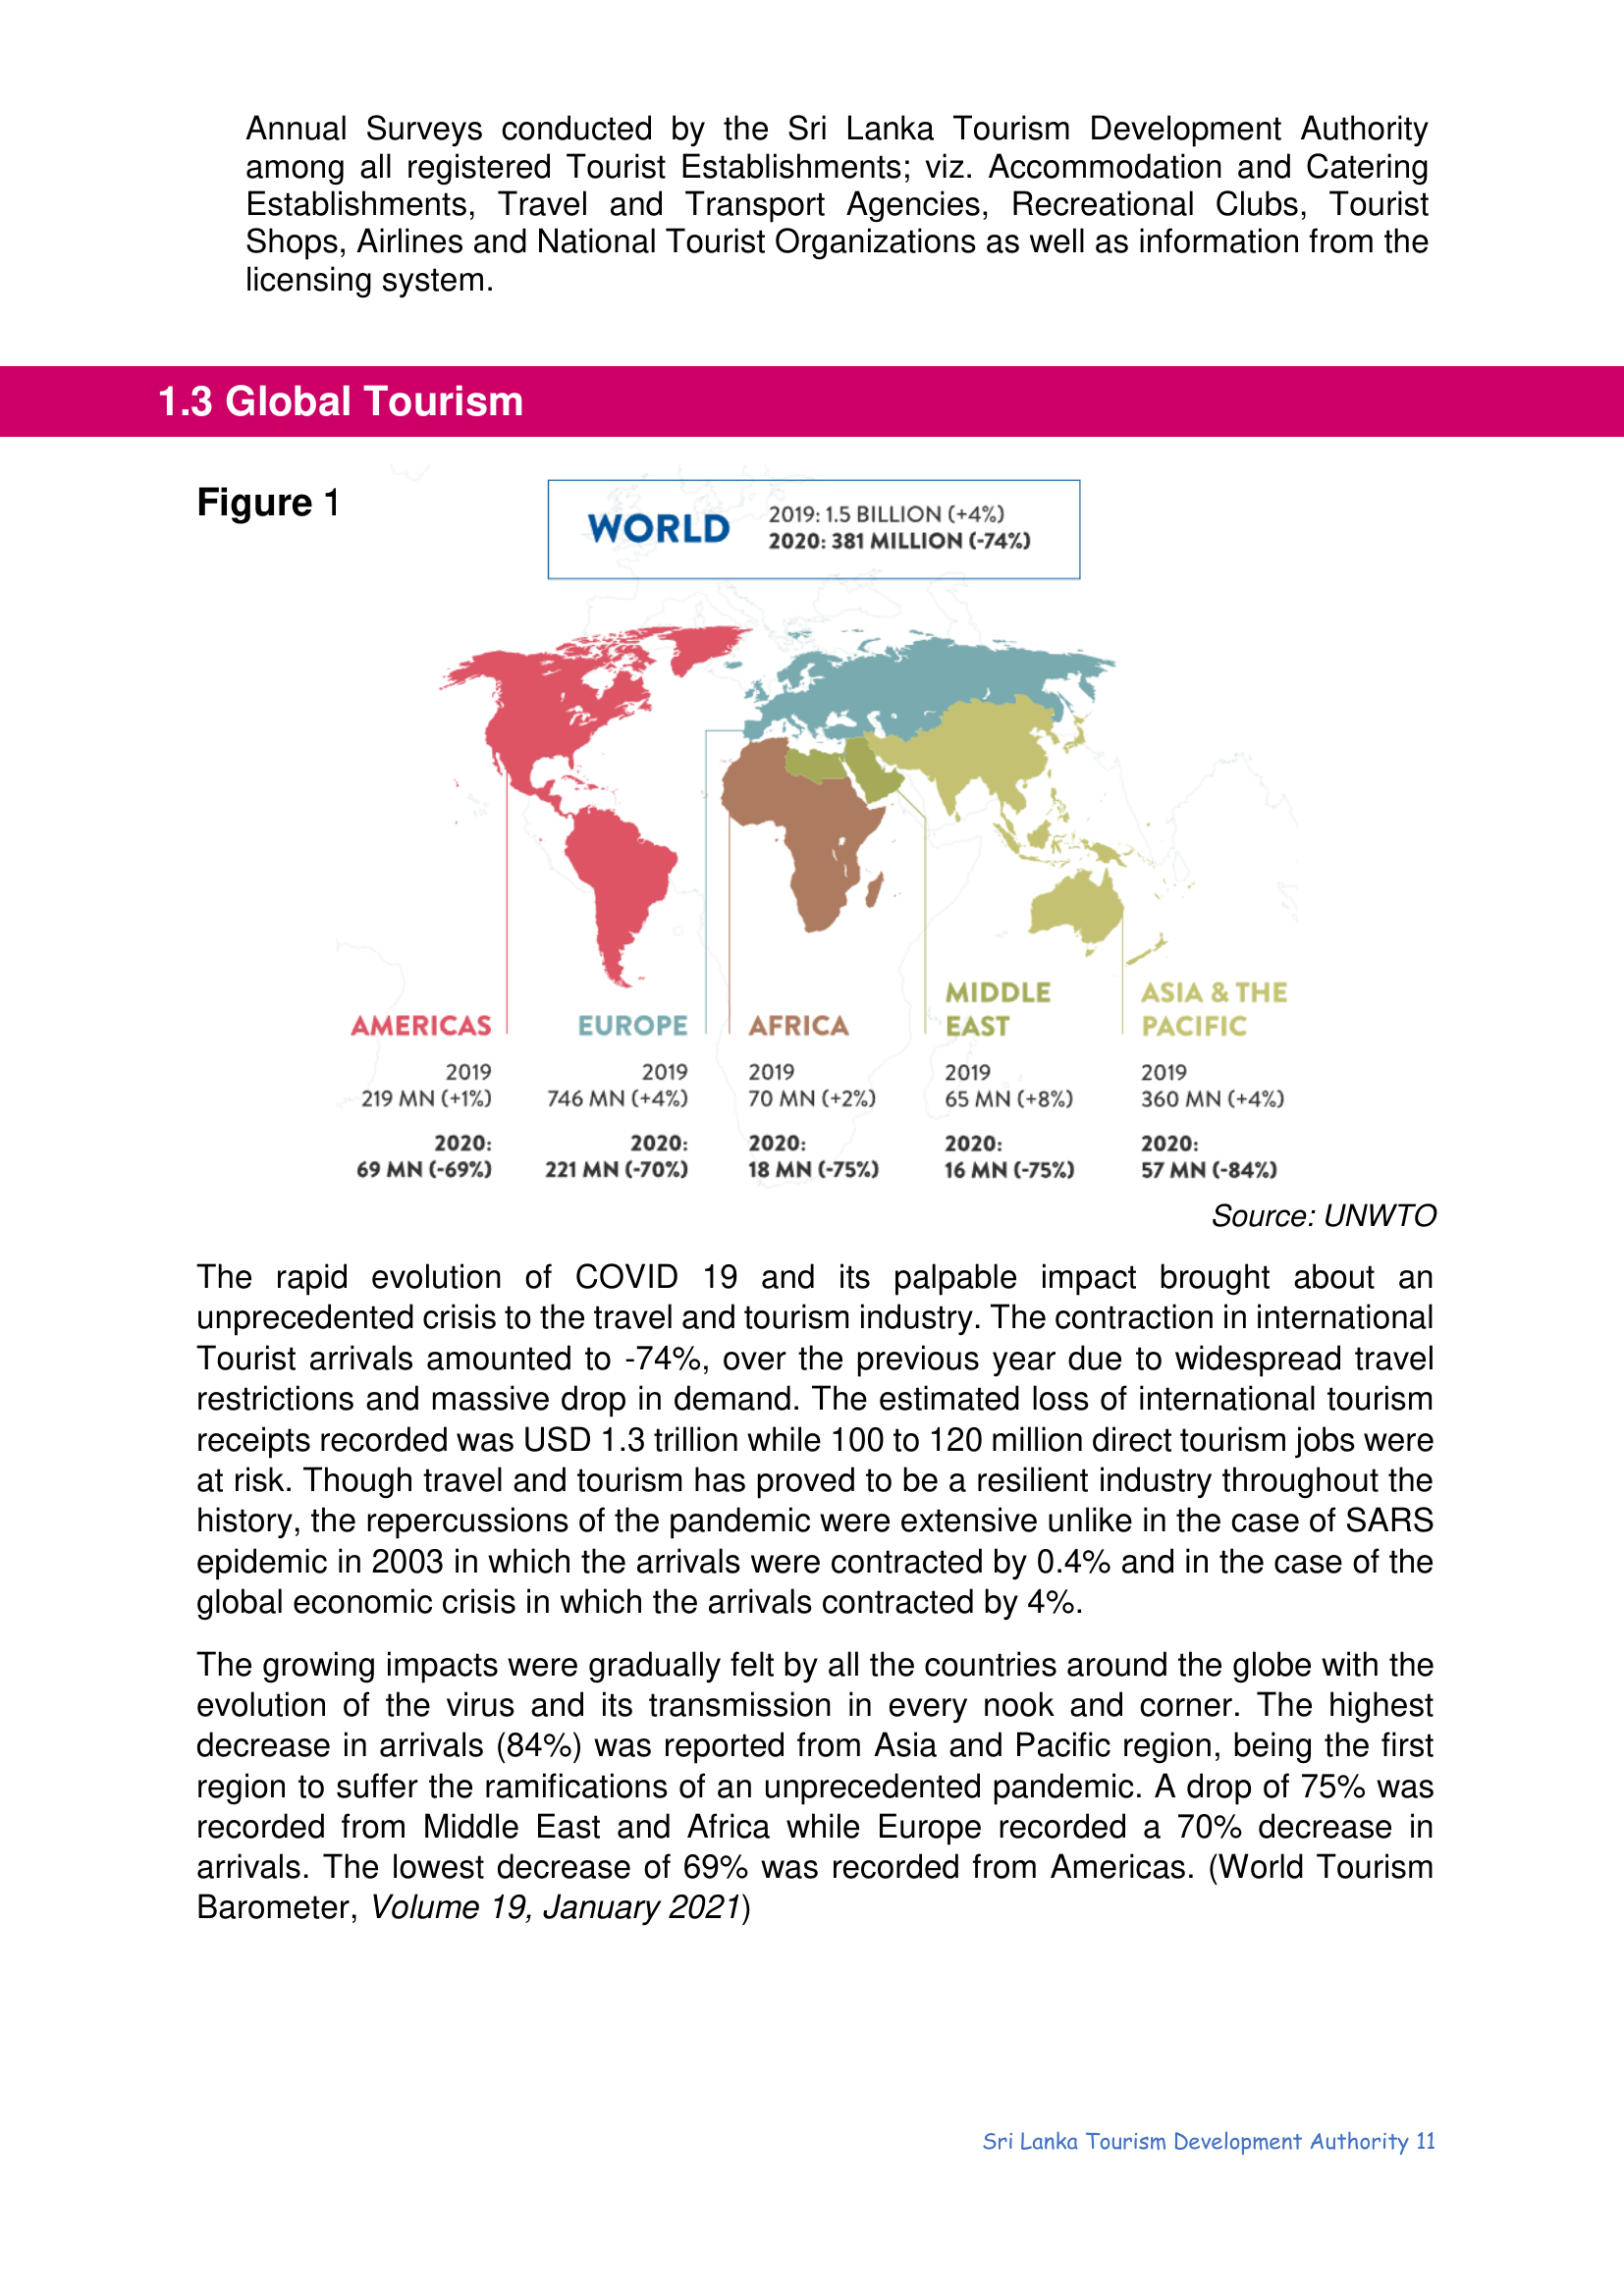 Annual Surveys conducted by the Sri Lanka Tourism Development Authority
among all registered Tourist Establishments; viz. Accommodation and Catering
Establishments, Travel and Transport Agencies, Recreational Clubs, Tourist
Shops, Airlines and National Tourist Organizations as well as information from the
licensing system.
1.3 Global Tourism
Figure 1
WORLD
2019: 1.5 BILLION (+4%)
2020: 381 MILLION (-74%)
AMERICAS
2019
219 MN (+1%)
2020:
69 MN (-69%)
EUROPE
2019
746 MN (+4%)
2020:
221 MN (-70%)
AFRICA
2019
70 MN (+2%)
2020:
18 MN (-75%)
MIDDLE
EAST
2019
65 MN (+8%)
2020:
16 MN (-75%)
ASIA & THE
PACIFIC
2019
360 MN (+4%)
2020:
57 MN (-84%)
Source: UNWTO
The rapid evolution of COVID 19 and its palpable impact brought about an
unprecedented crisis to the travel and tourism industry. The contraction in international
Tourist arrivals amounted to -74%, over the previous year due to widespread travel
restrictions and massive drop in demand. The estimated loss of international tourism
receipts recorded was USD 1.3 trillion while 100 to 120 million direct tourism jobs were
at risk. Though travel and tourism has proved to be a resilient industry throughout the
history, the repercussions of the pandemic were extensive unlike in the case of SARS
epidemic in 2003 in which the arrivals were contracted by 0.4% and in the case of the
global economic crisis in which the arrivals contracted by 4%.
The growing impacts were gradually felt by all the countries around the globe with the
evolution of the virus and its transmission in every nook and corner. The highest
decrease in arrivals (84%) was reported from Asia and Pacific region, being the first
region to suffer the ramifications of an unprecedented pandemic. A drop of 75% was
recorded from Middle East and Africa while Europe recorded a 70% decrease in
arrivals. The lowest decrease of 69% was recorded from Americas. (World Tourism
Barometer, Volume 19, January 2021)
Sri Lanka Tourism Development Authority 11